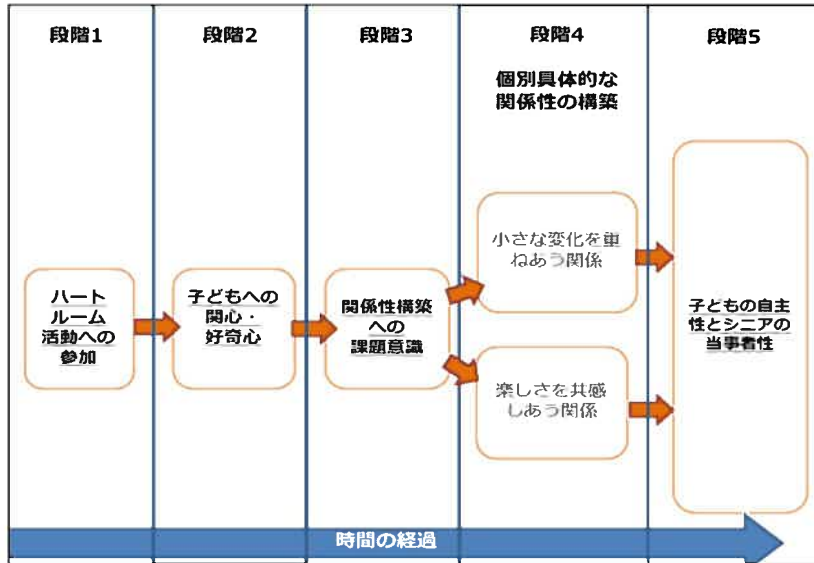 段階1
段階2
段階3
段階4
段階5
個別具体的な
関係性の構築
ハート
ルーム
活動への
参加
子どもへの
関心・
好奇心
関係性構築
への
課題意識
小さな変化を重
ねあう関係
楽しさを共感
しあう関係
子どもの自主
性とシニアの
当事者性
時間の経過